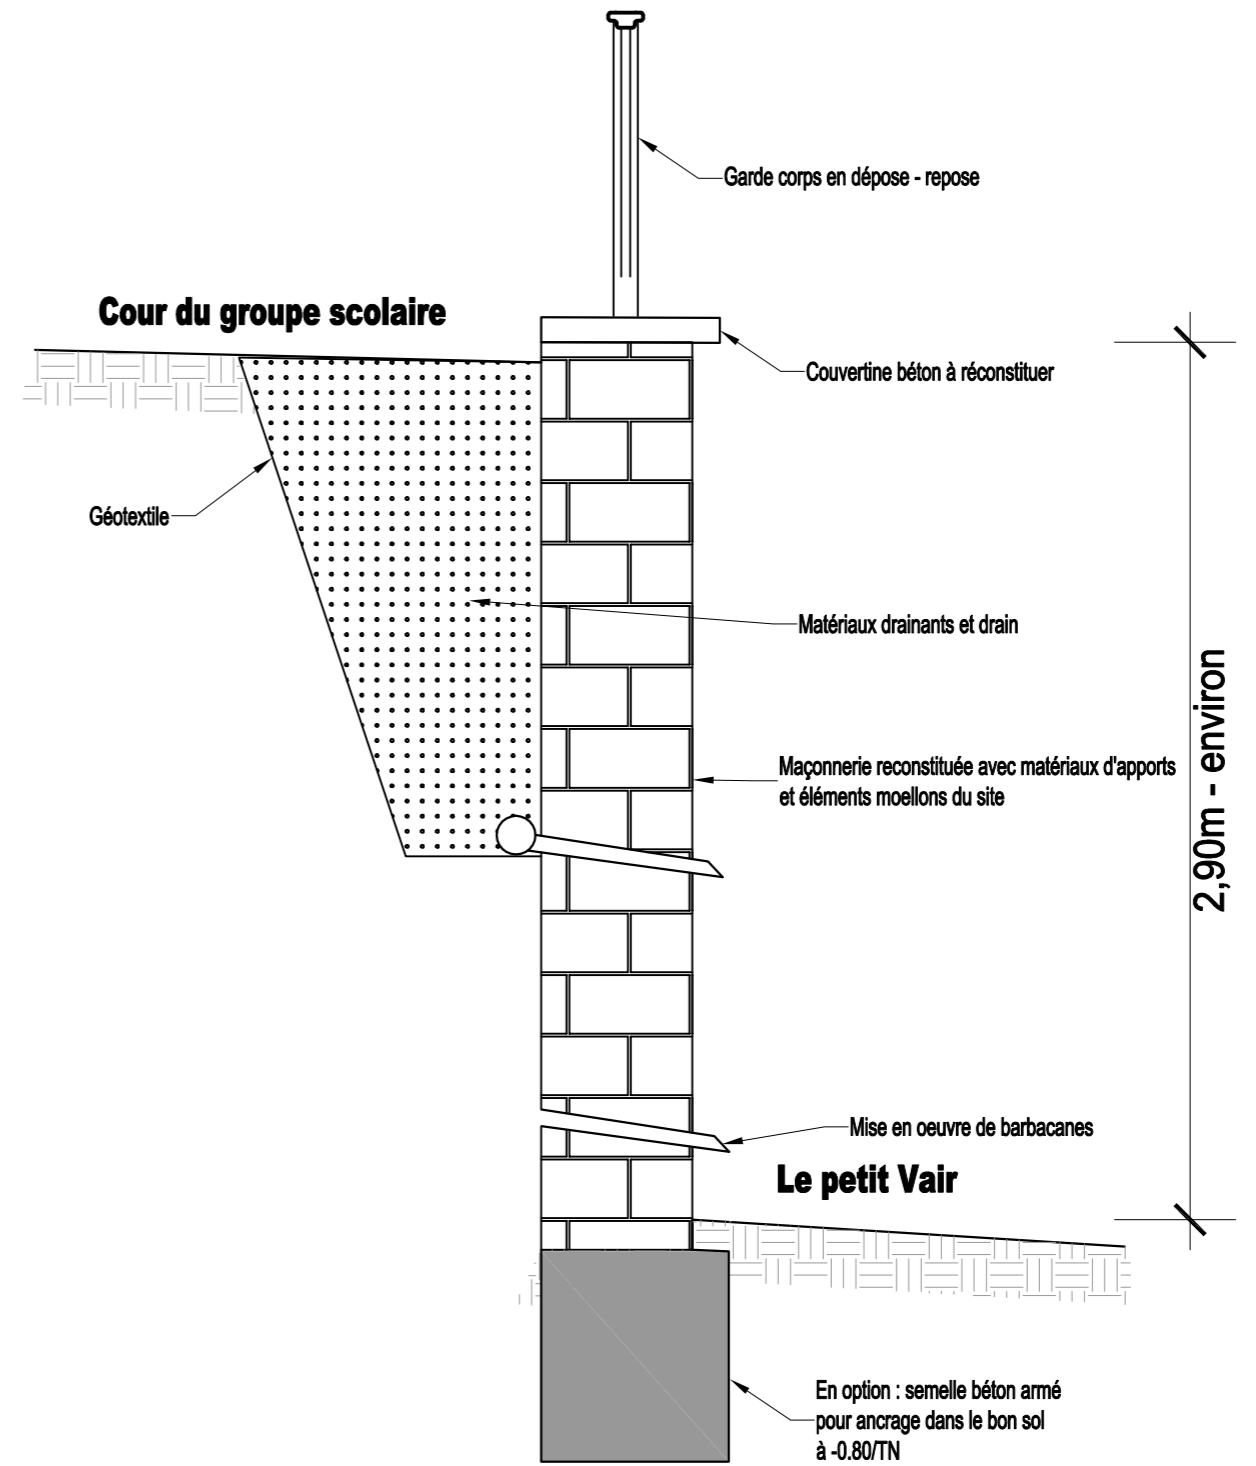 Garde corps en dépose - repose
Cour du groupe scolaire
Couvertine béton à réconstituer
Géotextile
Matériaux drainants et drain
Maçonnerie reconstituée avec matériaux d'apports
et éléments moellons du site
2,90m - environ
Mise en oeuvre de barbacanes
Le petit Vair
En option : semelle béton armé
pour ancrage dans le bon sol
à -0.80/TN